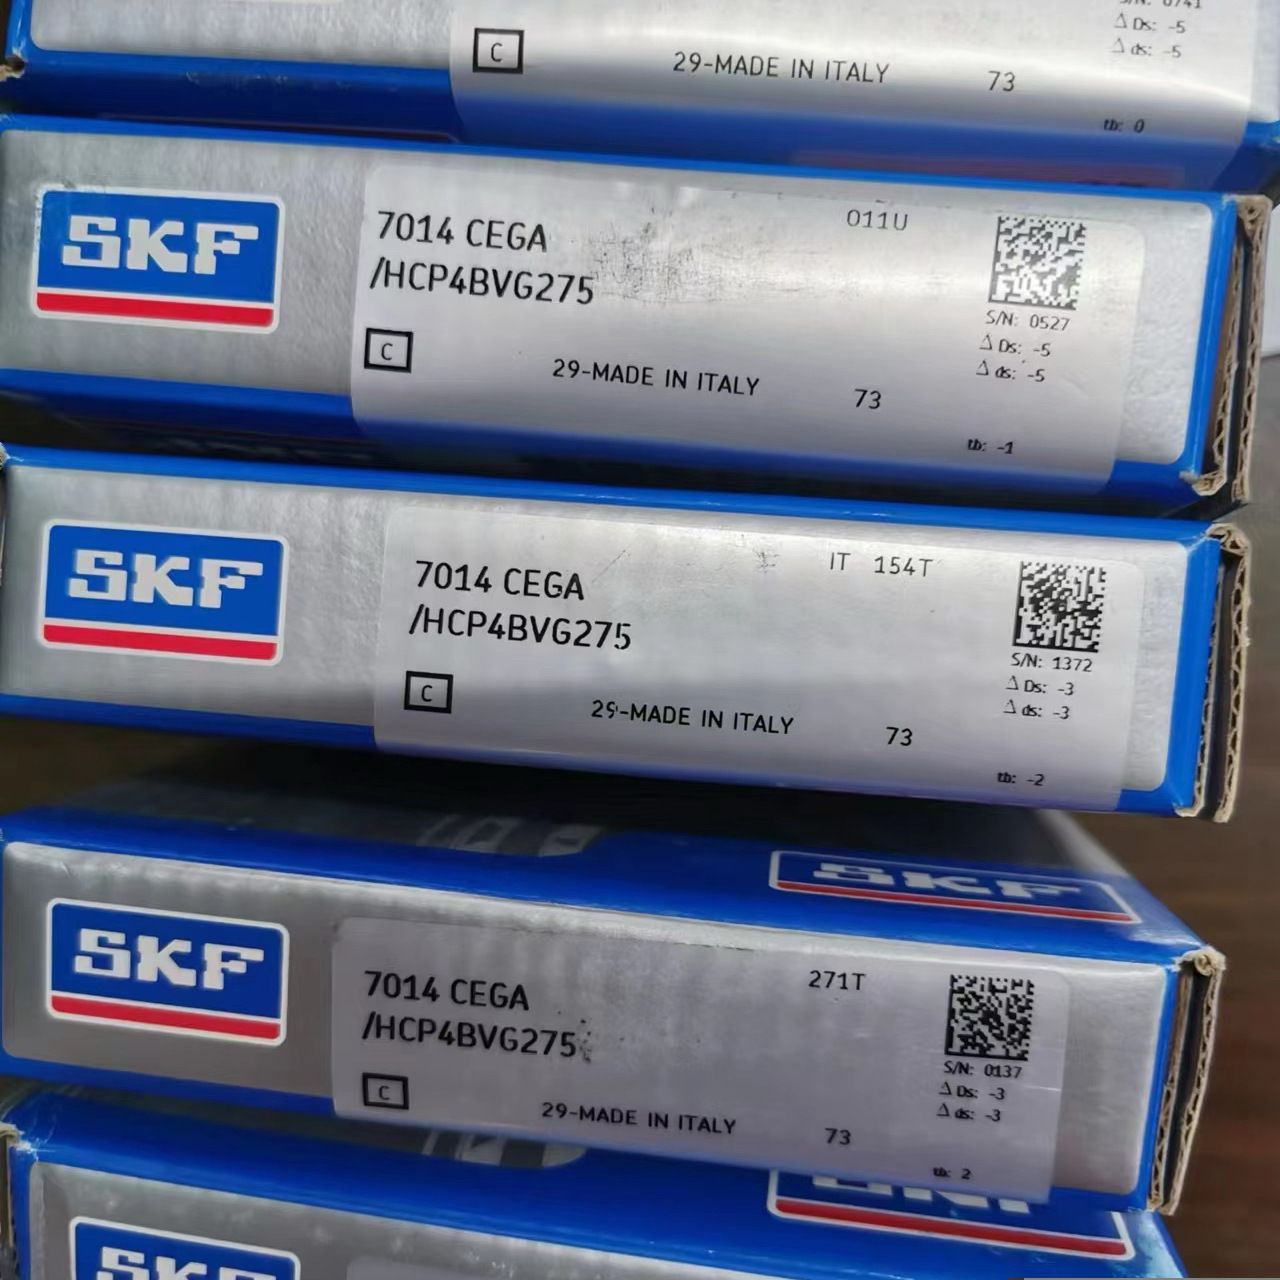 Δ Ds: -5
Δ ds: -5
C
29-MADE IN ITALY
73
tb: 0
SKF
7014 CEGA
/HCP4BVG275
011U
S/N: 0527
Δ Ds: -5
Δ ds: -5
C
29-MADE IN ITALY
73
tb: -1
SKF
7014 CEGA
/HCP4BVG275
IT 154T
S/N: 1372
Δ Ds: -3
Δ ds: -3
C
29-MADE IN ITALY
73
tb: -2
SKF
SKF
7014 CEGA
/HCP4BVG275
271T
S/N: 0137
Δ Ds: -3
Δ ds: -3
C
29-MADE IN ITALY
73
tb: 2
SKF